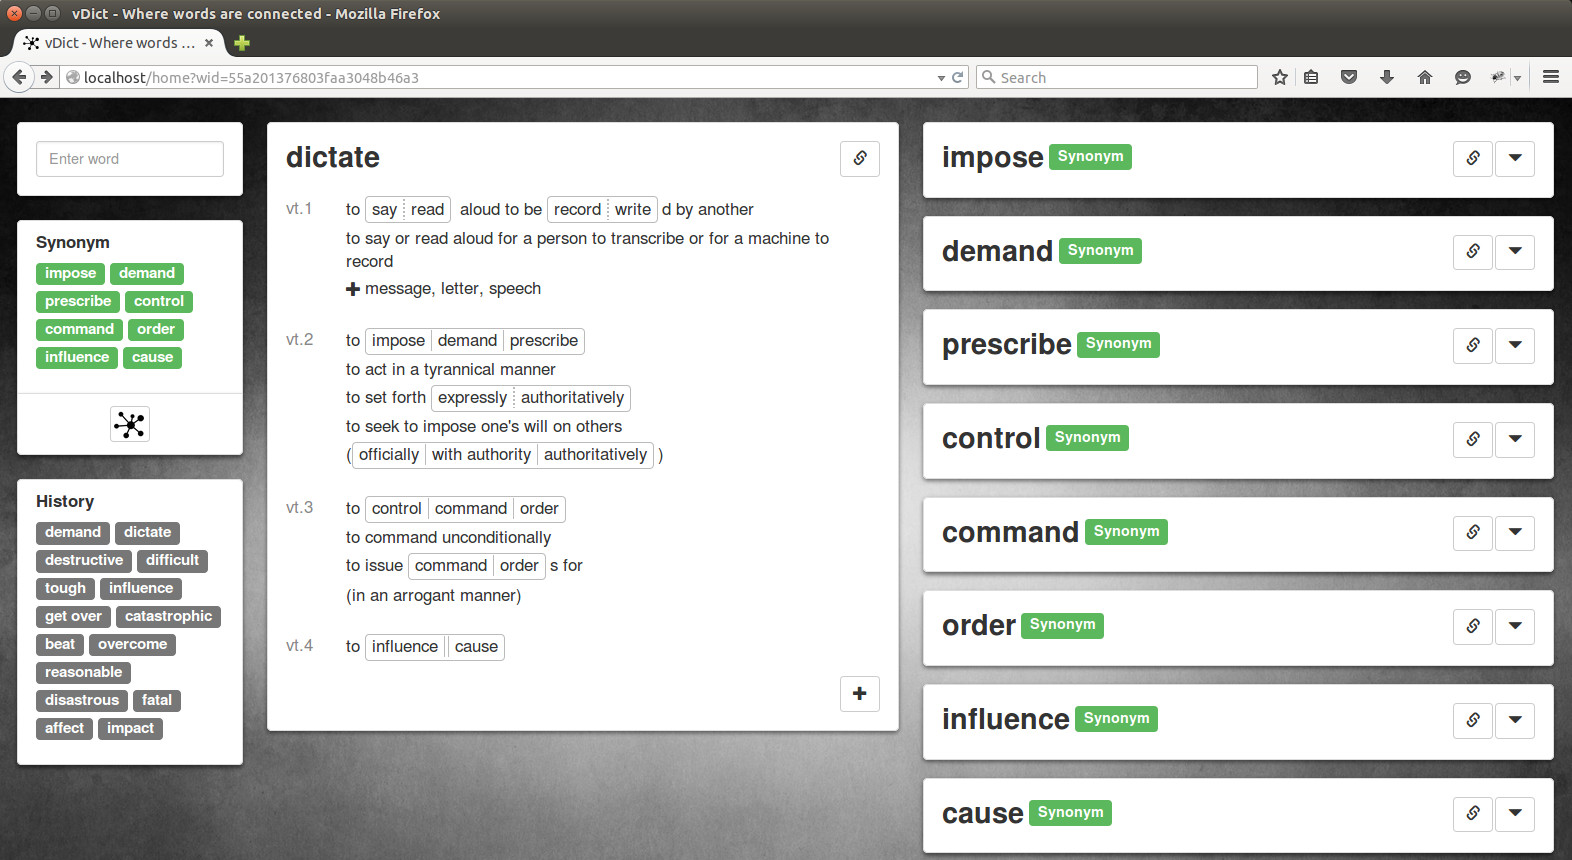 vDict - Where words are connected - Mozilla Firefox
vDict - Where words ...
localhost/home?wid=55a201376803faa3048b46a3
Search
Enter word
Synonym
impose demand
prescribe control
command order
influence cause
History
demand dictate
destructive difficult
tough influence
get over catastrophic
beat overcome
reasonable
disastrous fatal
affect impact
dictate
vt.1 to say read aloud to be record write d by another
to say or read aloud for a person to transcribe or for a machine to
record
message, letter, speech
vt.2 to impose demand prescribe
to act in a tyrannical manner
to set forth expressly authoritatively
to seek to impose one's will on others
(officially with authority authoritatively )
vt.3 to control command order
to command unconditionally
to issue command order s for
(in an arrogant manner)
vt.4 to influence cause
impose Synonym
demand Synonym
prescribe Synonym
control Synonym
command Synonym
order Synonym
influence Synonym
cause Synonym